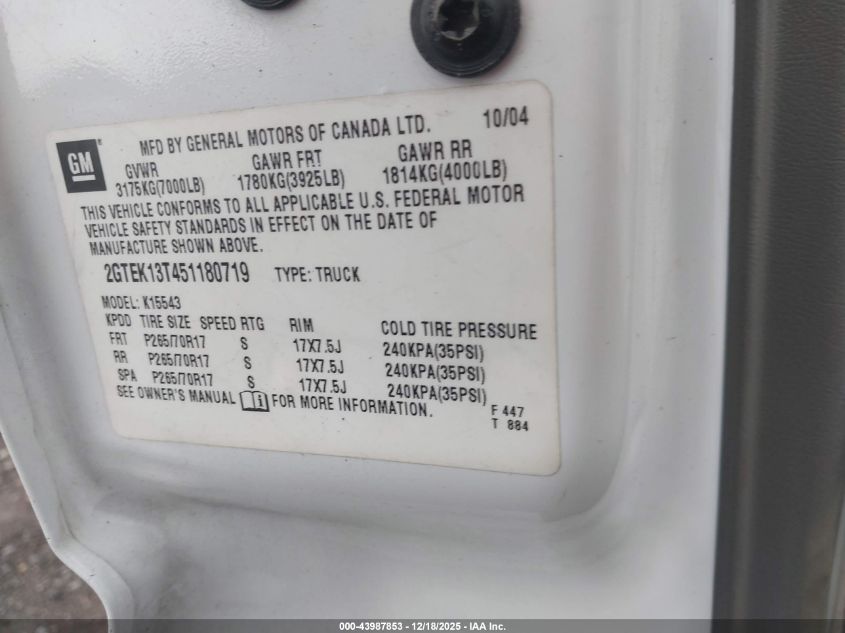 GM
MFD BY GENERAL MOTORS OF CANADA LTD. 10/04
GVWR GAWR FRT GAWR RR
3175KG(7000LB) 1780KG(3925LB) 1814KG(4000LB)
THIS VEHICLE CONFORMS TO ALL APPLICABLE U.S. FEDERAL MOTOR
VEHICLE SAFETY STANDARDS IN EFFECT ON THE DATE OF
MANUFACTURE SHOWN ABOVE.
2GTEK13T451180719 TYPE: TRUCK
MODEL: K15543
KPDD TIRE SIZE SPEED RTG RIM COLD TIRE PRESSURE
FRT P265/70R17 S 17X7.5J 240KPA(35PSI)
RR P265/70R17 S 17X7.5J 240KPA(35PSI)
SPA P265/70R17 S 17X7.5J 240KPA(35PSI)
SEE OWNER'S MANUAL FOR MORE INFORMATION.
F 447
T 884
000-43987853 - 12/18/2025 - IAA Inc.